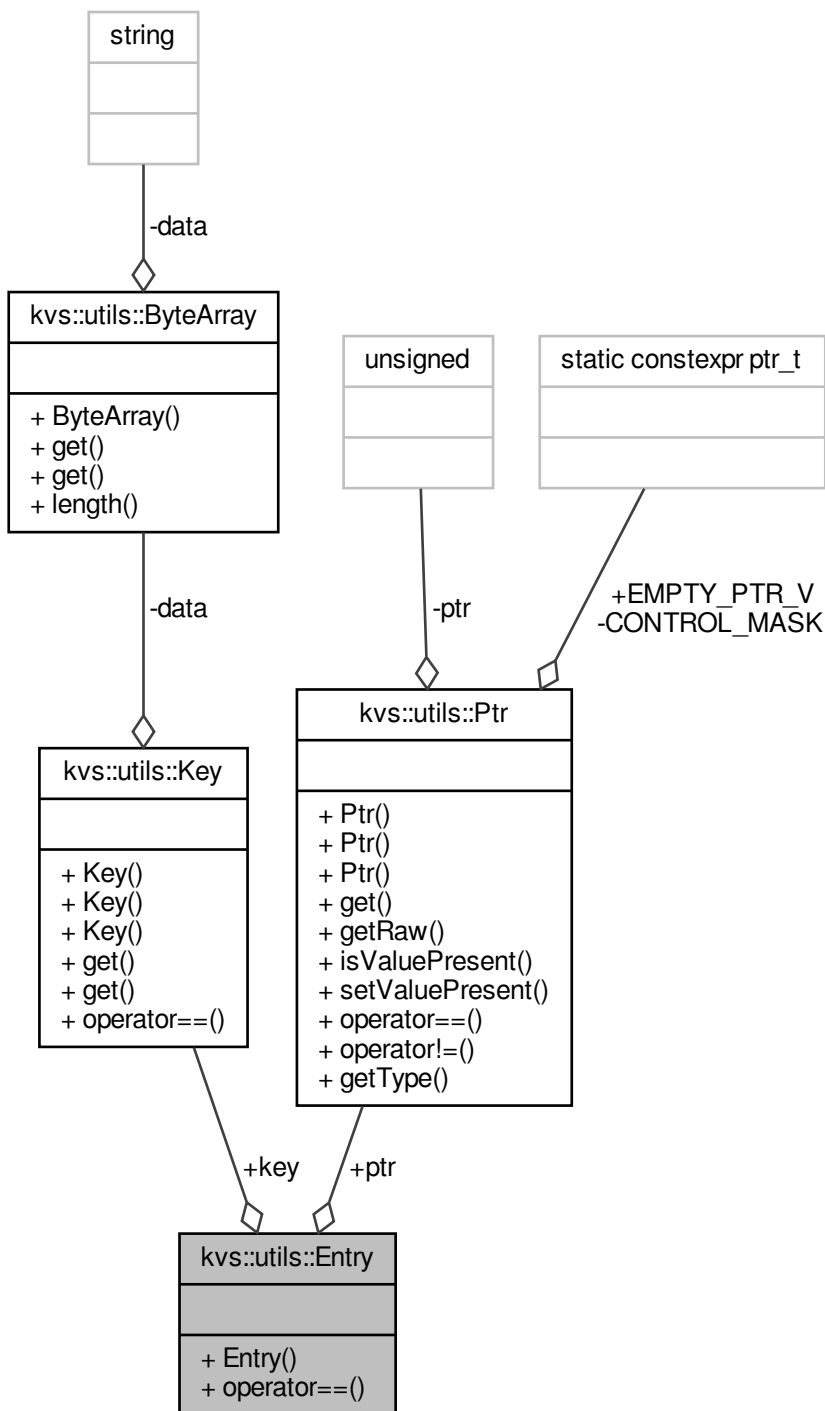 string
-data
kvs::utils::ByteArray
+ ByteArray()
+ get()
+ get()
+ length()
unsigned
static constexpr ptr_t
-data
-ptr
+EMPTY_PTR_V
-CONTROL_MASK
kvs::utils::Key
+ Key()
+ Key()
+ Key()
+ get()
+ get()
+ operator==()
kvs::utils::Ptr
+ Ptr()
+ Ptr()
+ Ptr()
+ get()
+ getRaw()
+ isValuePresent()
+ setValuePresent()
+ operator==()
+ operator!=()
+ getType()
+key
+ptr
kvs::utils::Entry
+ Entry()
+ operator==()